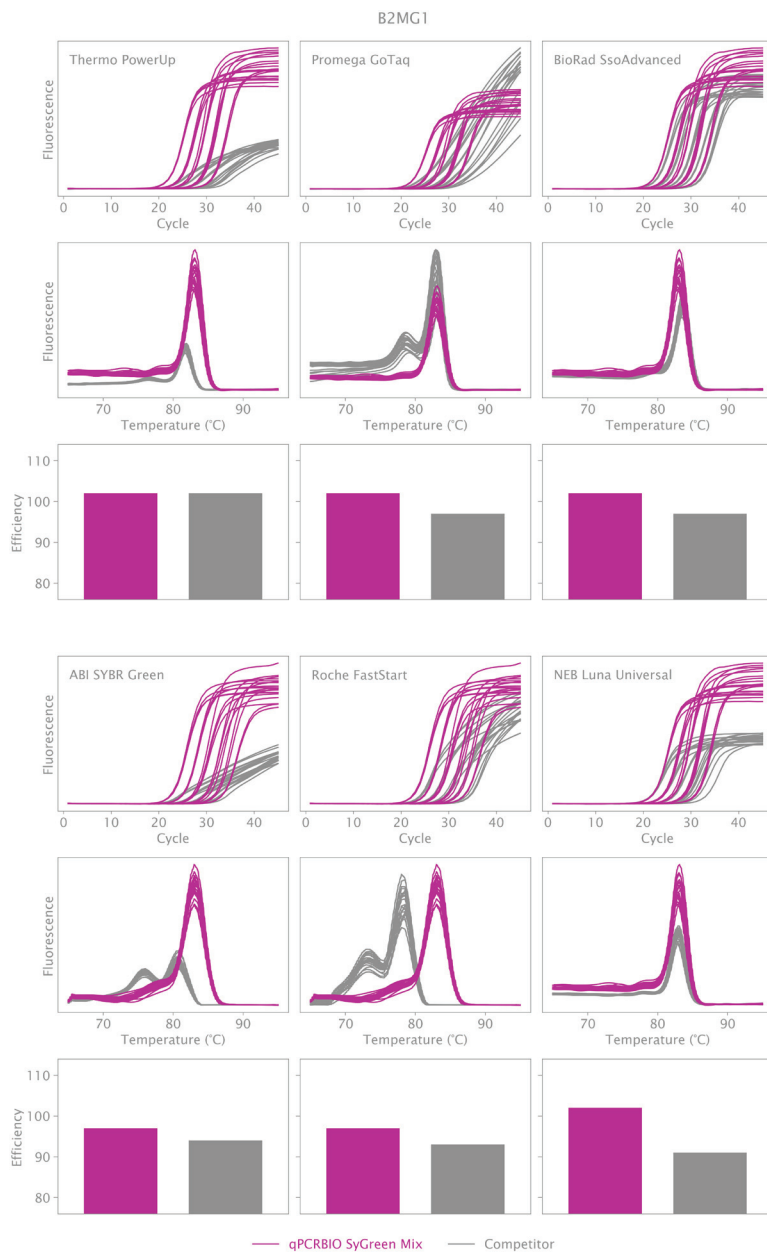 B2MG1
Thermo PowerUp
Promega GoTaq
BioRad SsoAdvanced
Fluorescence
0 10 20 30 40
0 10 20 30 40
0 10 20 30 40
Cycle
Cycle
Cycle
Fluorescence
70 80 90
70 80 90
70 80 90
Temperature (°C)
Temperature (°C)
Temperature (°C)
Efficiency
110
100
90
80
ABI SYBR Green
Roche FastStart
NEB Luna Universal
Fluorescence
0 10 20 30 40
0 10 20 30 40
0 10 20 30 40
Cycle
Cycle
Cycle
Fluorescence
70 80 90
70 80 90
70 80 90
Temperature (°C)
Temperature (°C)
Temperature (°C)
Efficiency
110
100
90
80
qPCRBIO SyGreen Mix
Competitor